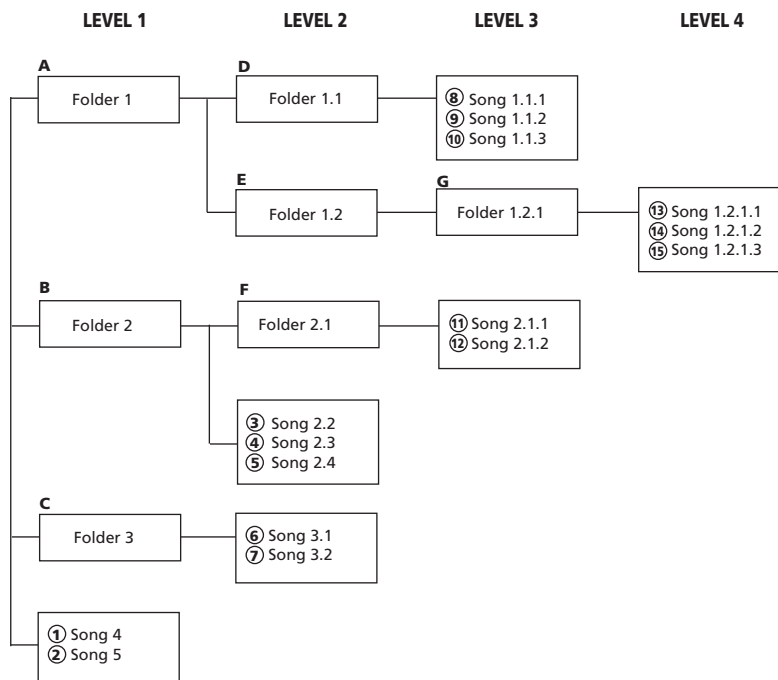 LEVEL 1 LEVEL 2 LEVEL 3 LEVEL 4
A D
Folder 1 Folder 1.1
⑧ Song 1.1.1
⑨ Song 1.1.2
⑩ Song 1.1.3
E G
Folder 1.2 Folder 1.2.1
⑬ Song 1.2.1.1
⑭ Song 1.2.1.2
⑮ Song 1.2.1.3
B F
Folder 2 Folder 2.1
⑪ Song 2.1.1
⑫ Song 2.1.2
③ Song 2.2
④ Song 2.3
⑤ Song 2.4
C
Folder 3
⑥ Song 3.1
⑦ Song 3.2
① Song 4
② Song 5